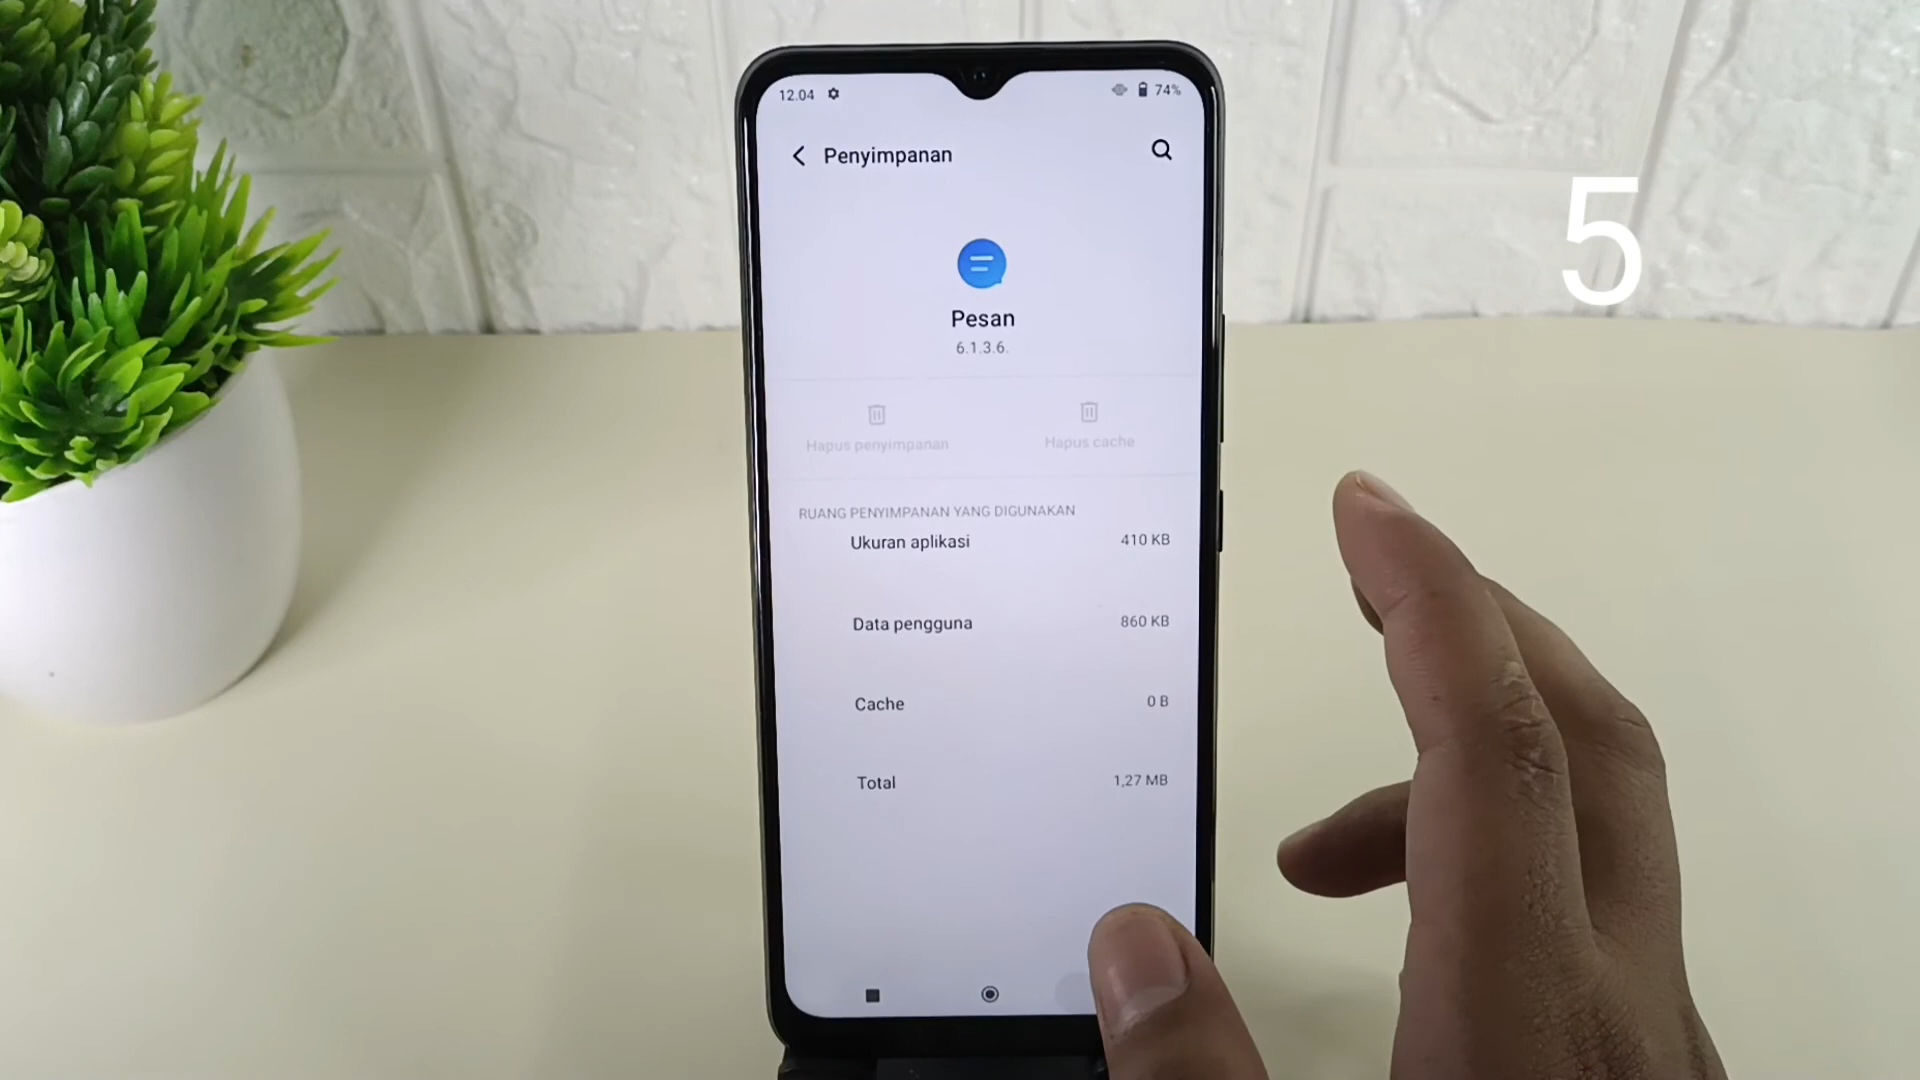 12.04
74%
Penyimpanan
5
Pesan
6.1.3.6.
Hapus penyimpanan
Hapus cache
RUANG PENYIMPANAN YANG DIGUNAKAN
Ukuran aplikasi 410 KB
Data pengguna 860 KB
Cache 0 B
Total 1,27 MB